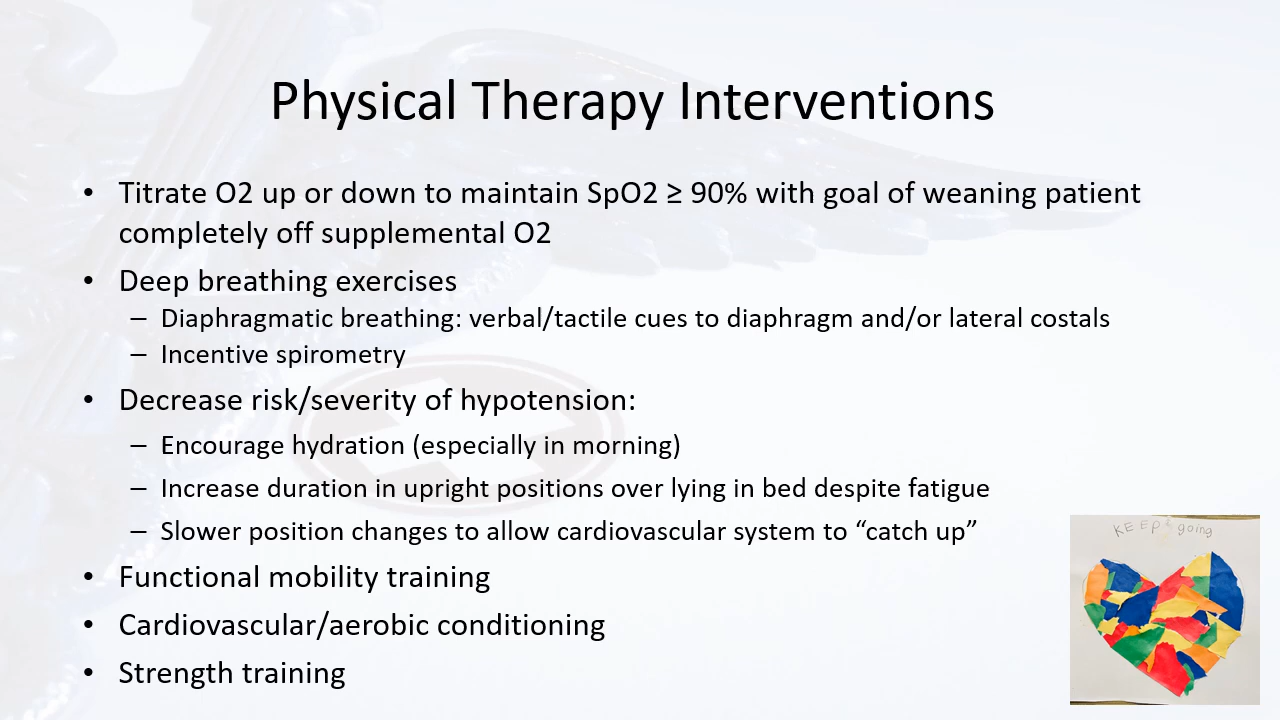 Physical Therapy Interventions
• Titrate O2 up or down to maintain SpO2 ≥ 90% with goal of weaning patient
completely off supplemental O2
• Deep breathing exercises
– Diaphragmatic breathing: verbal/tactile cues to diaphragm and/or lateral costals
– Incentive spirometry
• Decrease risk/severity of hypotension:
– Encourage hydration (especially in morning)
– Increase duration in upright positions over lying in bed despite fatigue
– Slower position changes to allow cardiovascular system to “catch up”
KEEP going
• Functional mobility training
• Cardiovascular/aerobic conditioning
• Strength training